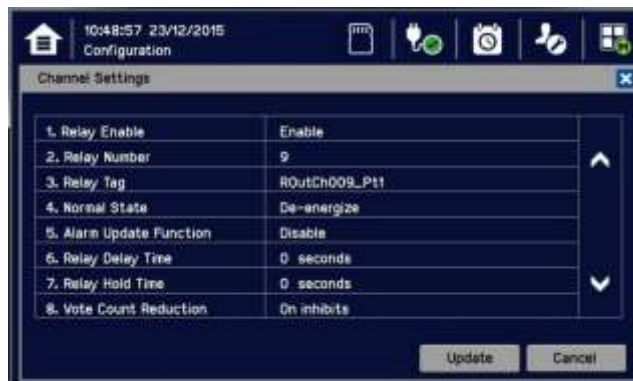 10:48:57 23/12/2015
Configuration
Channel Settings
1. Relay Enable Enable
2. Relay Number 9
3. Relay Tag ROutCh009_Pt1
4. Normal State De-energize
5. Alarm Update Function Disable
6. Relay Delay Time 0 seconds
7. Relay Hold Time 0 seconds
8. Vote Count Reduction On inhibits
Update Cancel